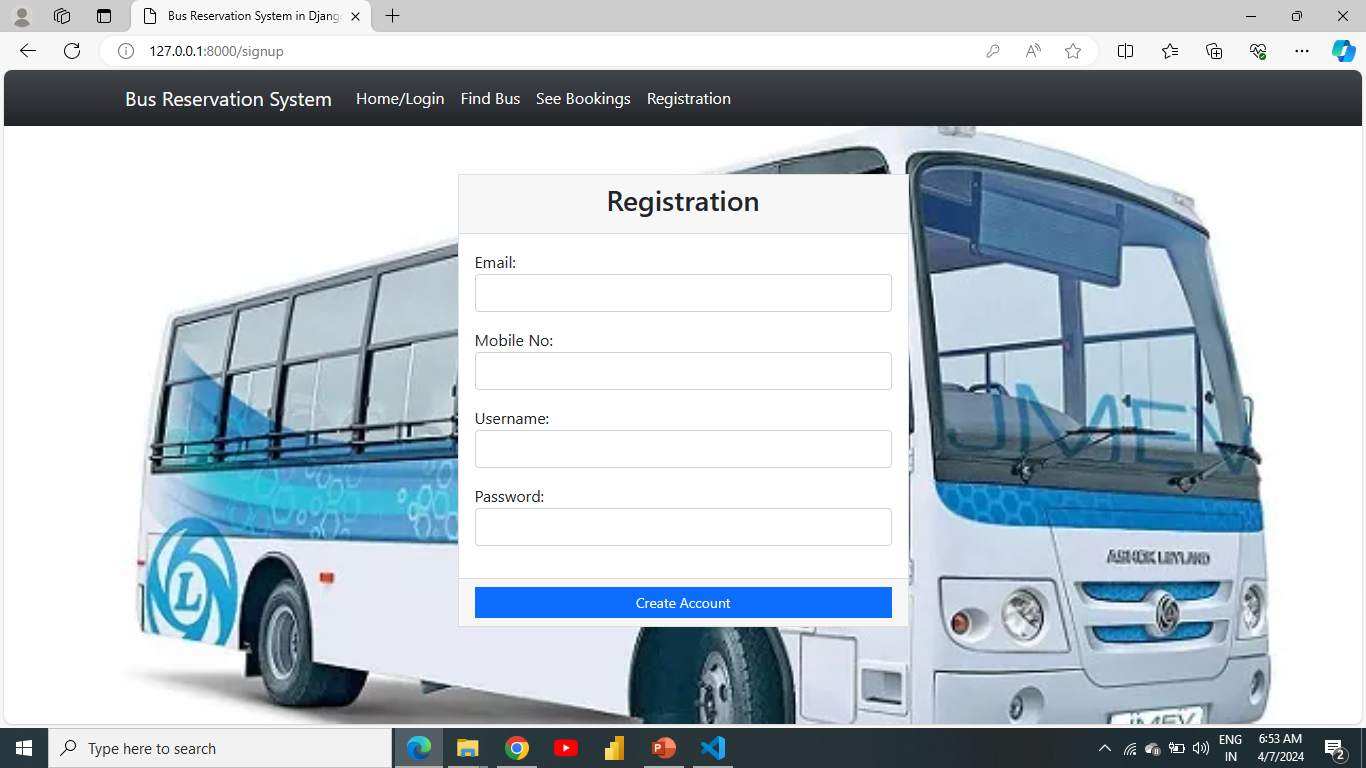 Bus Reservation System in Djang
127.0.0.1:8000/signup
Bus Reservation System
Home/Login
Find Bus
See Bookings
Registration
Registration
Email:
Mobile No:
Username:
Password:
Create Account
JMEV
ASHOK LEYLAND
L
JMEV
Type here to search
ENG
IN
6:53 AM
4/7/2024
2